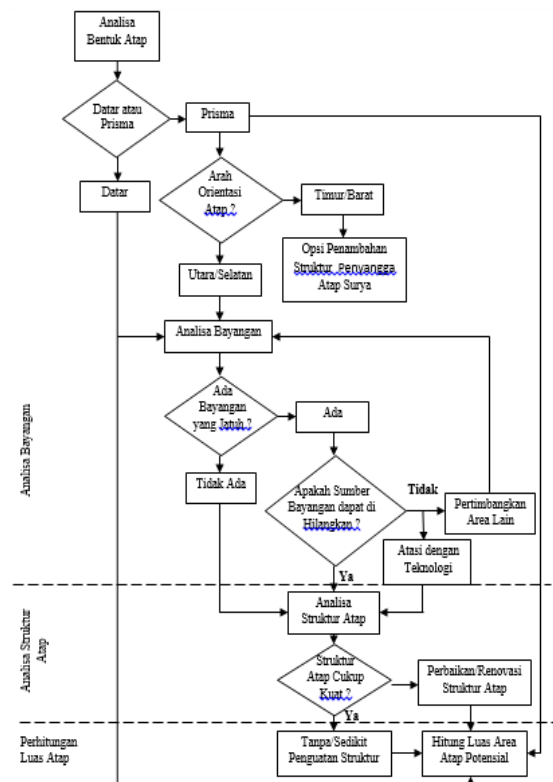 Analisa
Bentuk Atap
Datar atau
Prisma
Prisma
Datar
Arah
Orientasi
Atap ?
Timur/Barat
Opsi Penambahan
Struktur Penyangga
Atap Surya
Utara/Selatan
Analisa Bayangan
Analisa Bayangan
Ada
Bayangan
yang Jatuh ?
Ada
Tidak Ada
Apakah Sumber
Bayangan dapat di
Hilangkan ?
Tidak
Pertimbangkan
Area Lain
Atasi dengan
Teknologi
Ya
Analisa Struktur
Atap
Analisa
Struktur Atap
Struktur
Atap Cukup
Kuat ?
Perbaikan/Renovasi
Struktur Atap
Ya
Perhitungan
Luas Atap
Tanpa/Sedikit
Penguatan Struktur
Hitung Luas Area
Atap Potensial